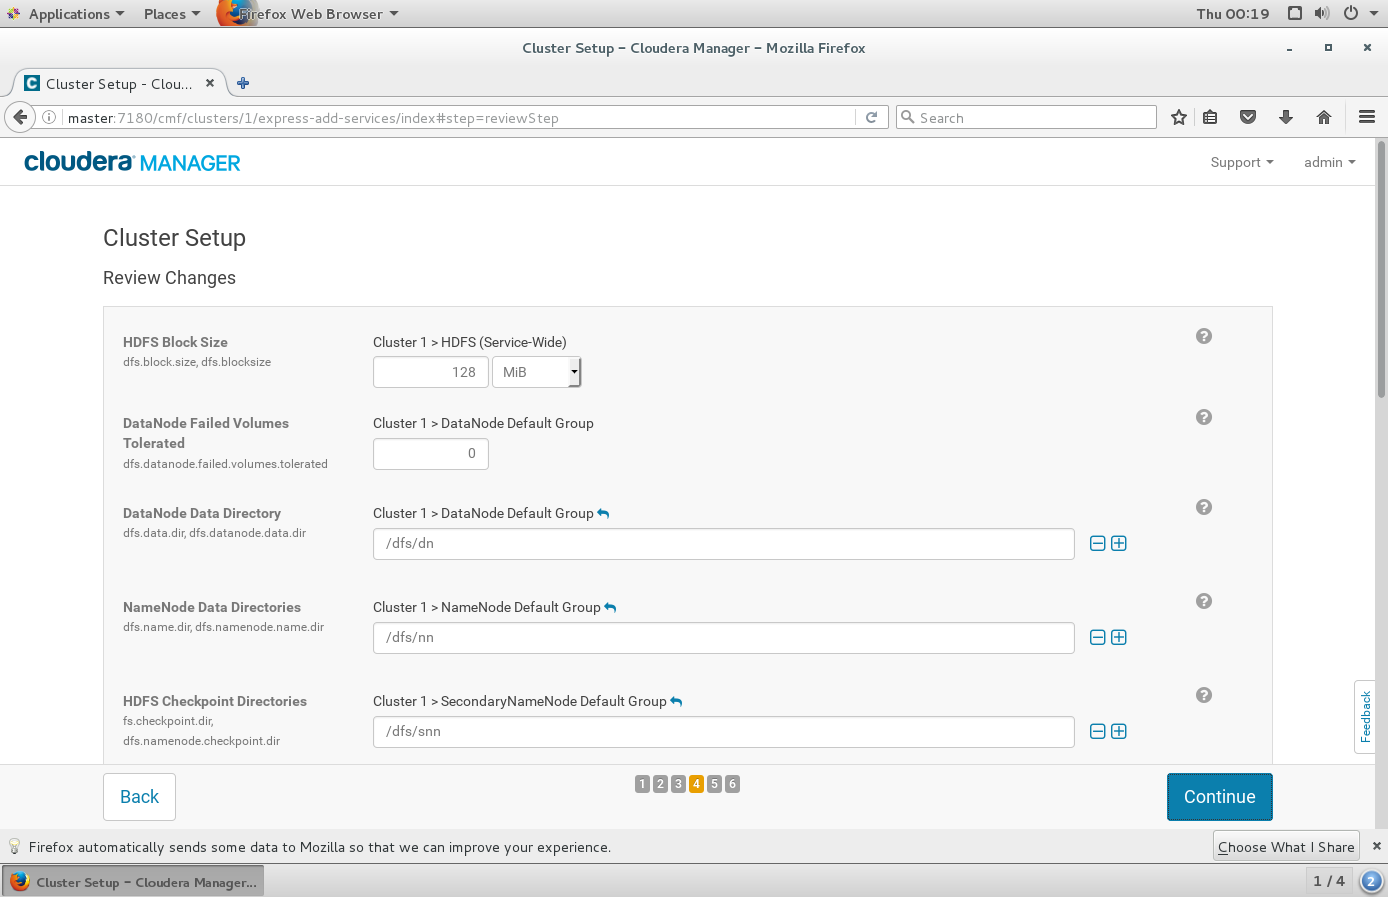 Applications Places Firefox Web Browser Thu 00:19
Cluster Setup – Cloudera Manager – Mozilla Firefox
Cluster Setup - Clou...
master:7180/cmf/clusters/1/express-add-services/index#step=reviewStep Search
cloudera MANAGER Support admin
Cluster Setup
Review Changes
HDFS Block Size Cluster 1 > HDFS (Service-Wide)
dfs.block.size, dfs.blocksize
128 MiB
DataNode Failed Volumes Cluster 1 > DataNode Default Group
Tolerated
0
dfs.datanode.failed.volumes.tolerated
DataNode Data Directory Cluster 1 > DataNode Default Group
dfs.data.dir, dfs.datanode.data.dir
/dfs/dn
NameNode Data Directories Cluster 1 > NameNode Default Group
dfs.name.dir, dfs.namenode.name.dir
/dfs/nn
HDFS Checkpoint Directories Cluster 1 > SecondaryNameNode Default Group
fs.checkpoint.dir,
/dfs/snn
dfs.namenode.checkpoint.dir
Feedback
Back 1 2 3 4 5 6 Continue
Firefox automatically sends some data to Mozilla so that we can improve your experience. Choose What I Share
Cluster Setup – Cloudera Manager... 1 / 4 2